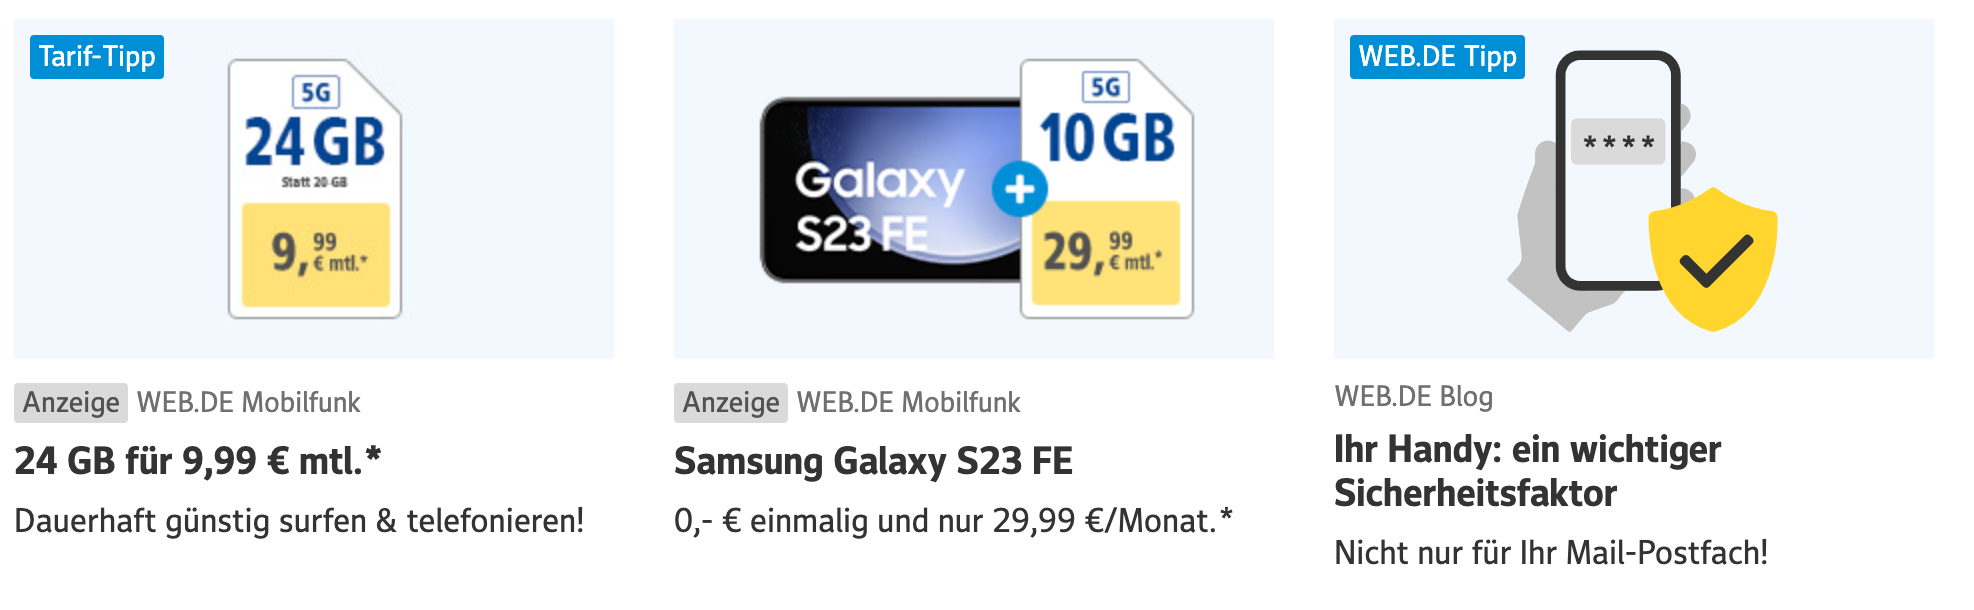 Tarif-Tipp
5G
24 GB
Statt 20 GB
9,99
€ mtl.*
Anzeige WEB.DE Mobilfunk
24 GB für 9,99 € mtl.*
Dauerhaft günstig surfen & telefonieren!
Galaxy
S23 FE
+
5G
10 GB
29,99
€ mtl.*
Anzeige WEB.DE Mobilfunk
Samsung Galaxy S23 FE
0,- € einmalig und nur 29,99 €/Monat.*
WEB.DE Tipp
****
WEB.DE Blog
Ihr Handy: ein wichtiger
Sicherheitsfaktor
Nicht nur für Ihr Mail-Postfach!